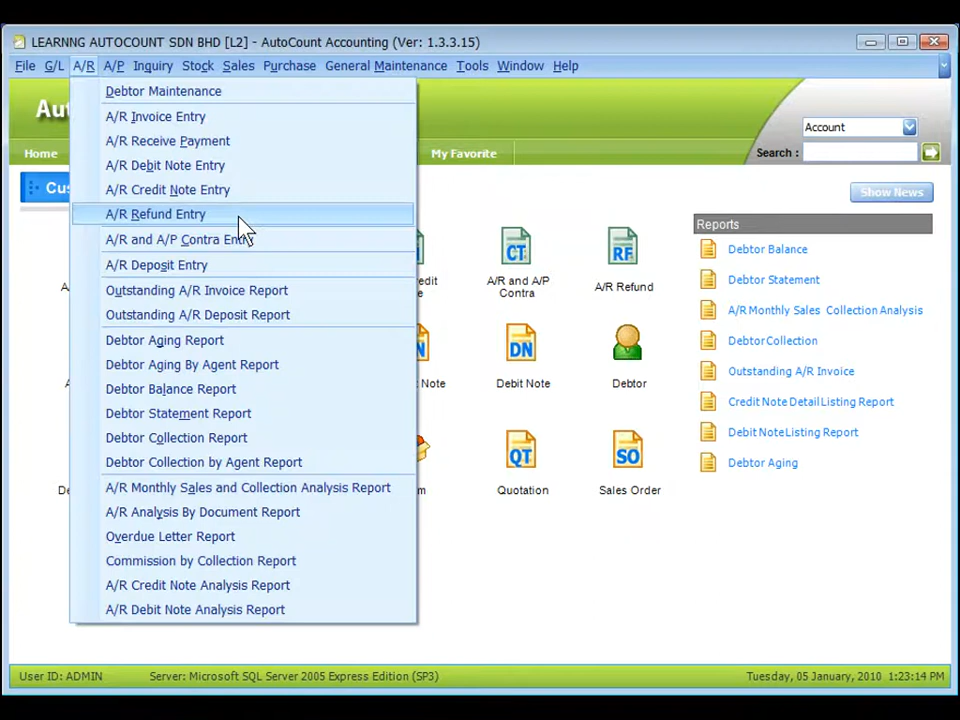 LEARNNG AUTOCOUNT SDN BHD [L2] - AutoCount Accounting (Ver: 1.3.3.15)
File G/L A/R A/P Inquiry Stock Sales Purchase General Maintenance Tools Window Help
Debtor Maintenance
A/R Invoice Entry
A/R Receive Payment
A/R Debit Note Entry
A/R Credit Note Entry
A/R Refund Entry
A/R and A/P Contra Entry
A/R Deposit Entry
Outstanding A/R Invoice Report
Outstanding A/R Deposit Report
Debtor Aging Report
Debtor Aging By Agent Report
Debtor Balance Report
Debtor Statement Report
Debtor Collection Report
Debtor Collection by Agent Report
A/R Monthly Sales and Collection Analysis Report
A/R Analysis By Document Report
Overdue Letter Report
Commission by Collection Report
A/R Credit Note Analysis Report
A/R Debit Note Analysis Report
Account
Home
My Favorite
Search :
Show News
CT
RF
A/R and A/P
Contra
A/R Refund
DN
Note
Debit Note
Debtor
QT
SO
Quotation
Sales Order
Reports
Debtor Balance
Debtor Statement
A/R Monthly Sales Collection Analysis
Debtor Collection
Outstanding A/R Invoice
Credit Note Detail Listing Report
Debit Note Listing Report
Debtor Aging
User ID: ADMIN
Server: Microsoft SQL Server 2005 Express Edition (SP3)
Tuesday, 05 January, 2010 1:23:14 PM